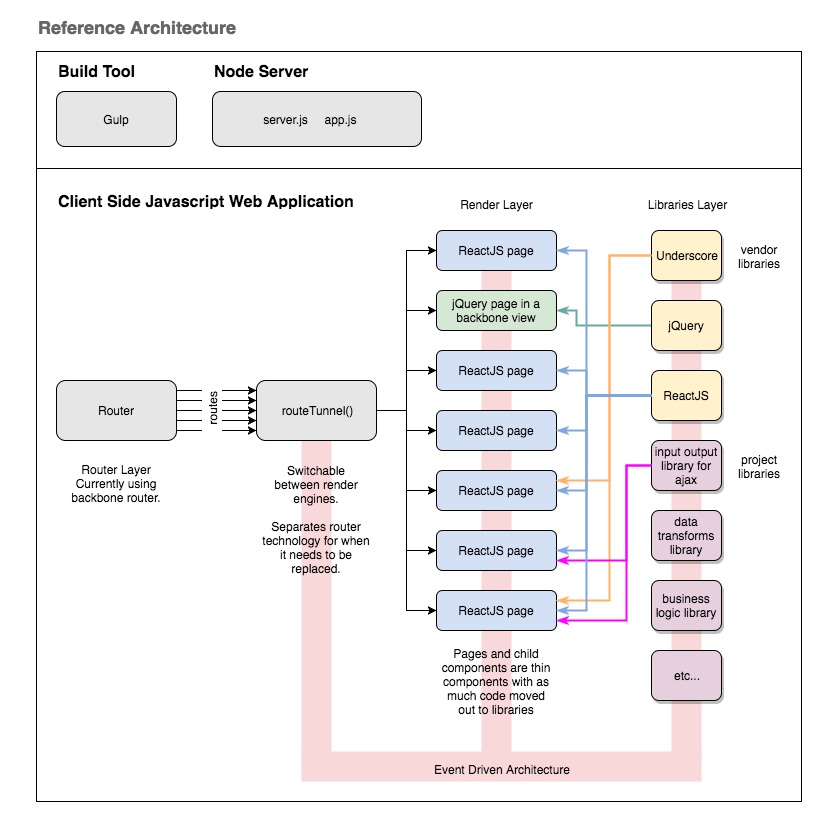 Reference Architecture
Build Tool
Node Server
Gulp
server.js app.js
Client Side Javascript Web Application
Render Layer
Libraries Layer
ReactJS page
jQuery page in a
backbone view
ReactJS page
ReactJS page
ReactJS page
ReactJS page
ReactJS page
Underscore
vendor
libraries
jQuery
ReactJS
input output
library for
ajax
project
libraries
data
transforms
library
business
logic library
etc...
Router
routes
routeTunnel()
Router Layer
Currently using
backbone router.
Switchable
between render
engines.
Separates router
technology for when
it needs to be
replaced.
Pages and child
components are thin
components with as
much code moved
out to libraries
Event Driven Architecture